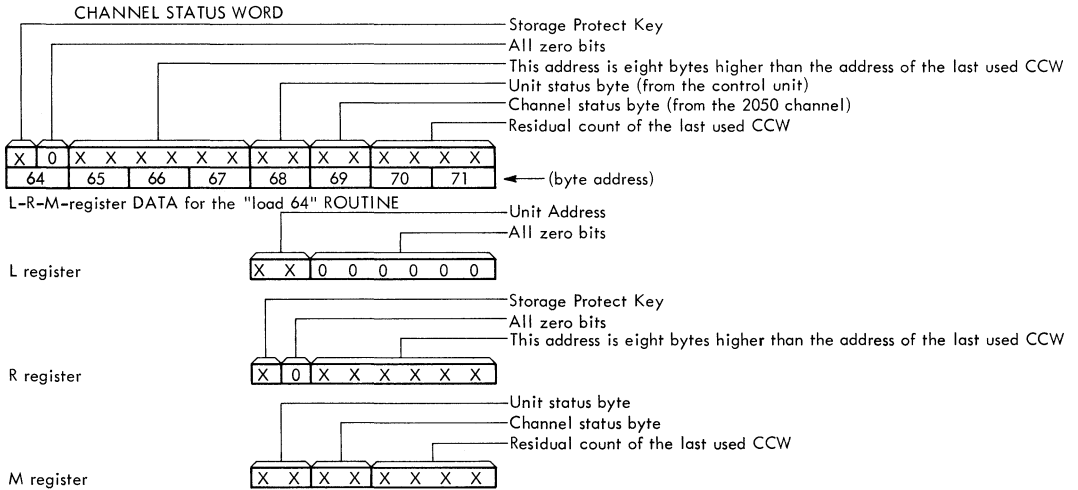 CHANNEL STATUS WORD
Storage Protect Key
All zero bits
This address is eight bytes higher than the address of the last used CCW
Unit status byte (from the control unit)
Channel status byte (from the 2050 channel)
Residual count of the last used CCW
X 0 X X X X X X X X X X X X X X
64 65 66 67 68 69 70 71 (byte address)
L-R-M-register DATA for the "load 64" ROUTINE
Unit Address
All zero bits
L register X X 0 0 0 0 0 0
Storage Protect Key
All zero bits
This address is eight bytes higher than the address of the last used CCW
R register X 0 X X X X X X
Unit status byte
Channel status byte
Residual count of the last used CCW
M register X X X X X X X X